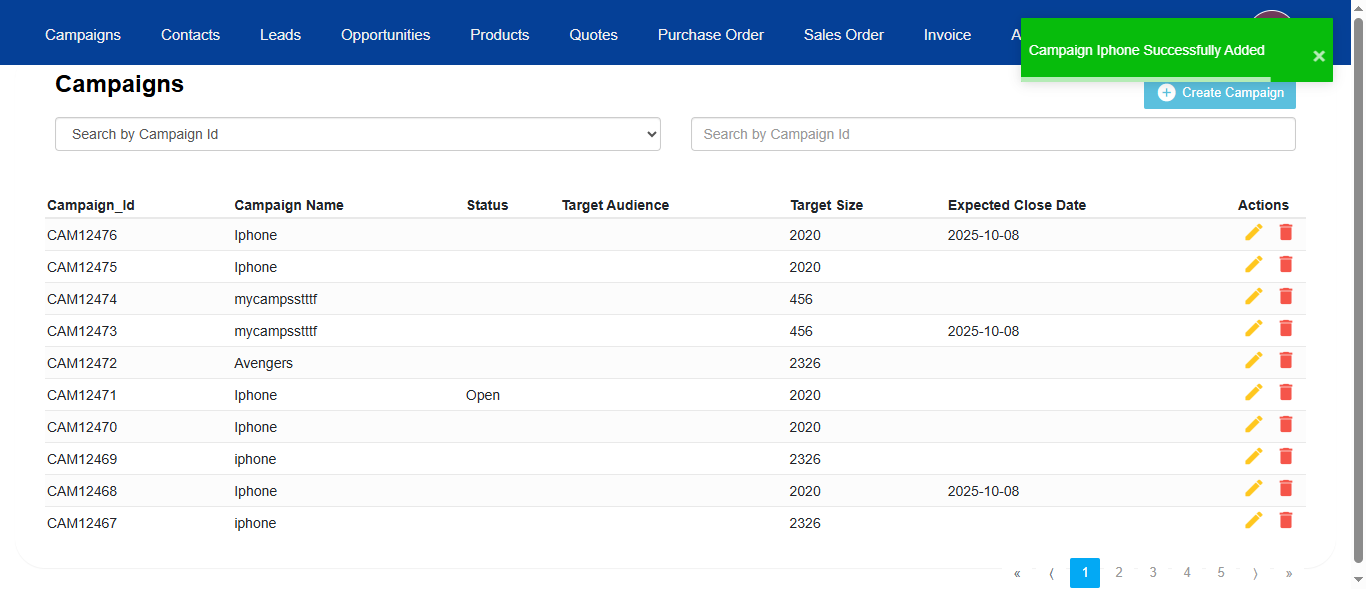 Campaigns Contacts Leads Opportunities Products Quotes Purchase Order Sales Order Invoice A
Campaign Iphone Successfully Added ×
Campaigns
Create Campaign
Search by Campaign Id Search by Campaign Id
Campaign_Id Campaign Name Status Target Audience Target Size Expected Close Date Actions
CAM12476 Iphone 2020 2025-10-08
CAM12475 Iphone 2020
CAM12474 mycampsstttf 456
CAM12473 mycampsstttf 456 2025-10-08
CAM12472 Avengers 2326
CAM12471 Iphone Open 2020
CAM12470 Iphone 2020
CAM12469 iphone 2326
CAM12468 Iphone 2020 2025-10-08
CAM12467 iphone 2326
« ⟨ 1 2 3 4 5 ⟩ »